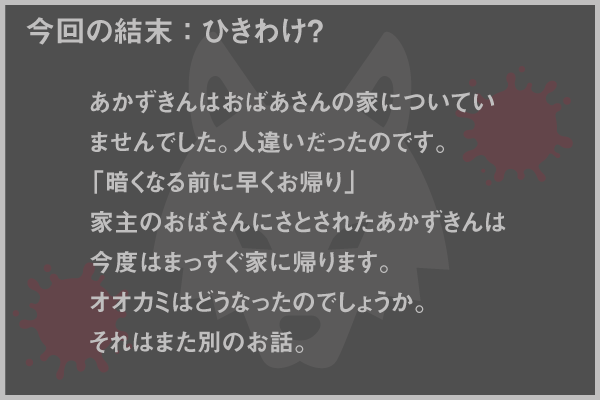 今回の結末：ひきわけ?
あかずきんはおばあさんの家についてい
ませんでした。人違いだったのです。
「暗くなる前に早くお帰り」
家主のおばさんにさとされたあかずきんは
今度はまっすぐ家に帰ります。
オオカミはどうなったのでしょうか。
それはまた別のお話。